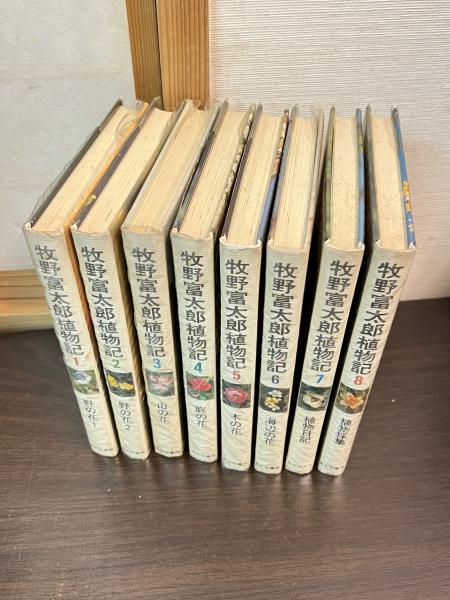 牧野富太郎植物記
1
野の花・1
牧野富太郎植物記
2
野の花・2
牧野富太郎植物記
3
山の花
牧野富太郎植物記
4
庭の花
牧野富太郎植物記
5
木の花
牧野富太郎植物記
6
海辺の花
牧野富太郎植物記
7
植物日記
牧野富太郎植物記
8
植物採集